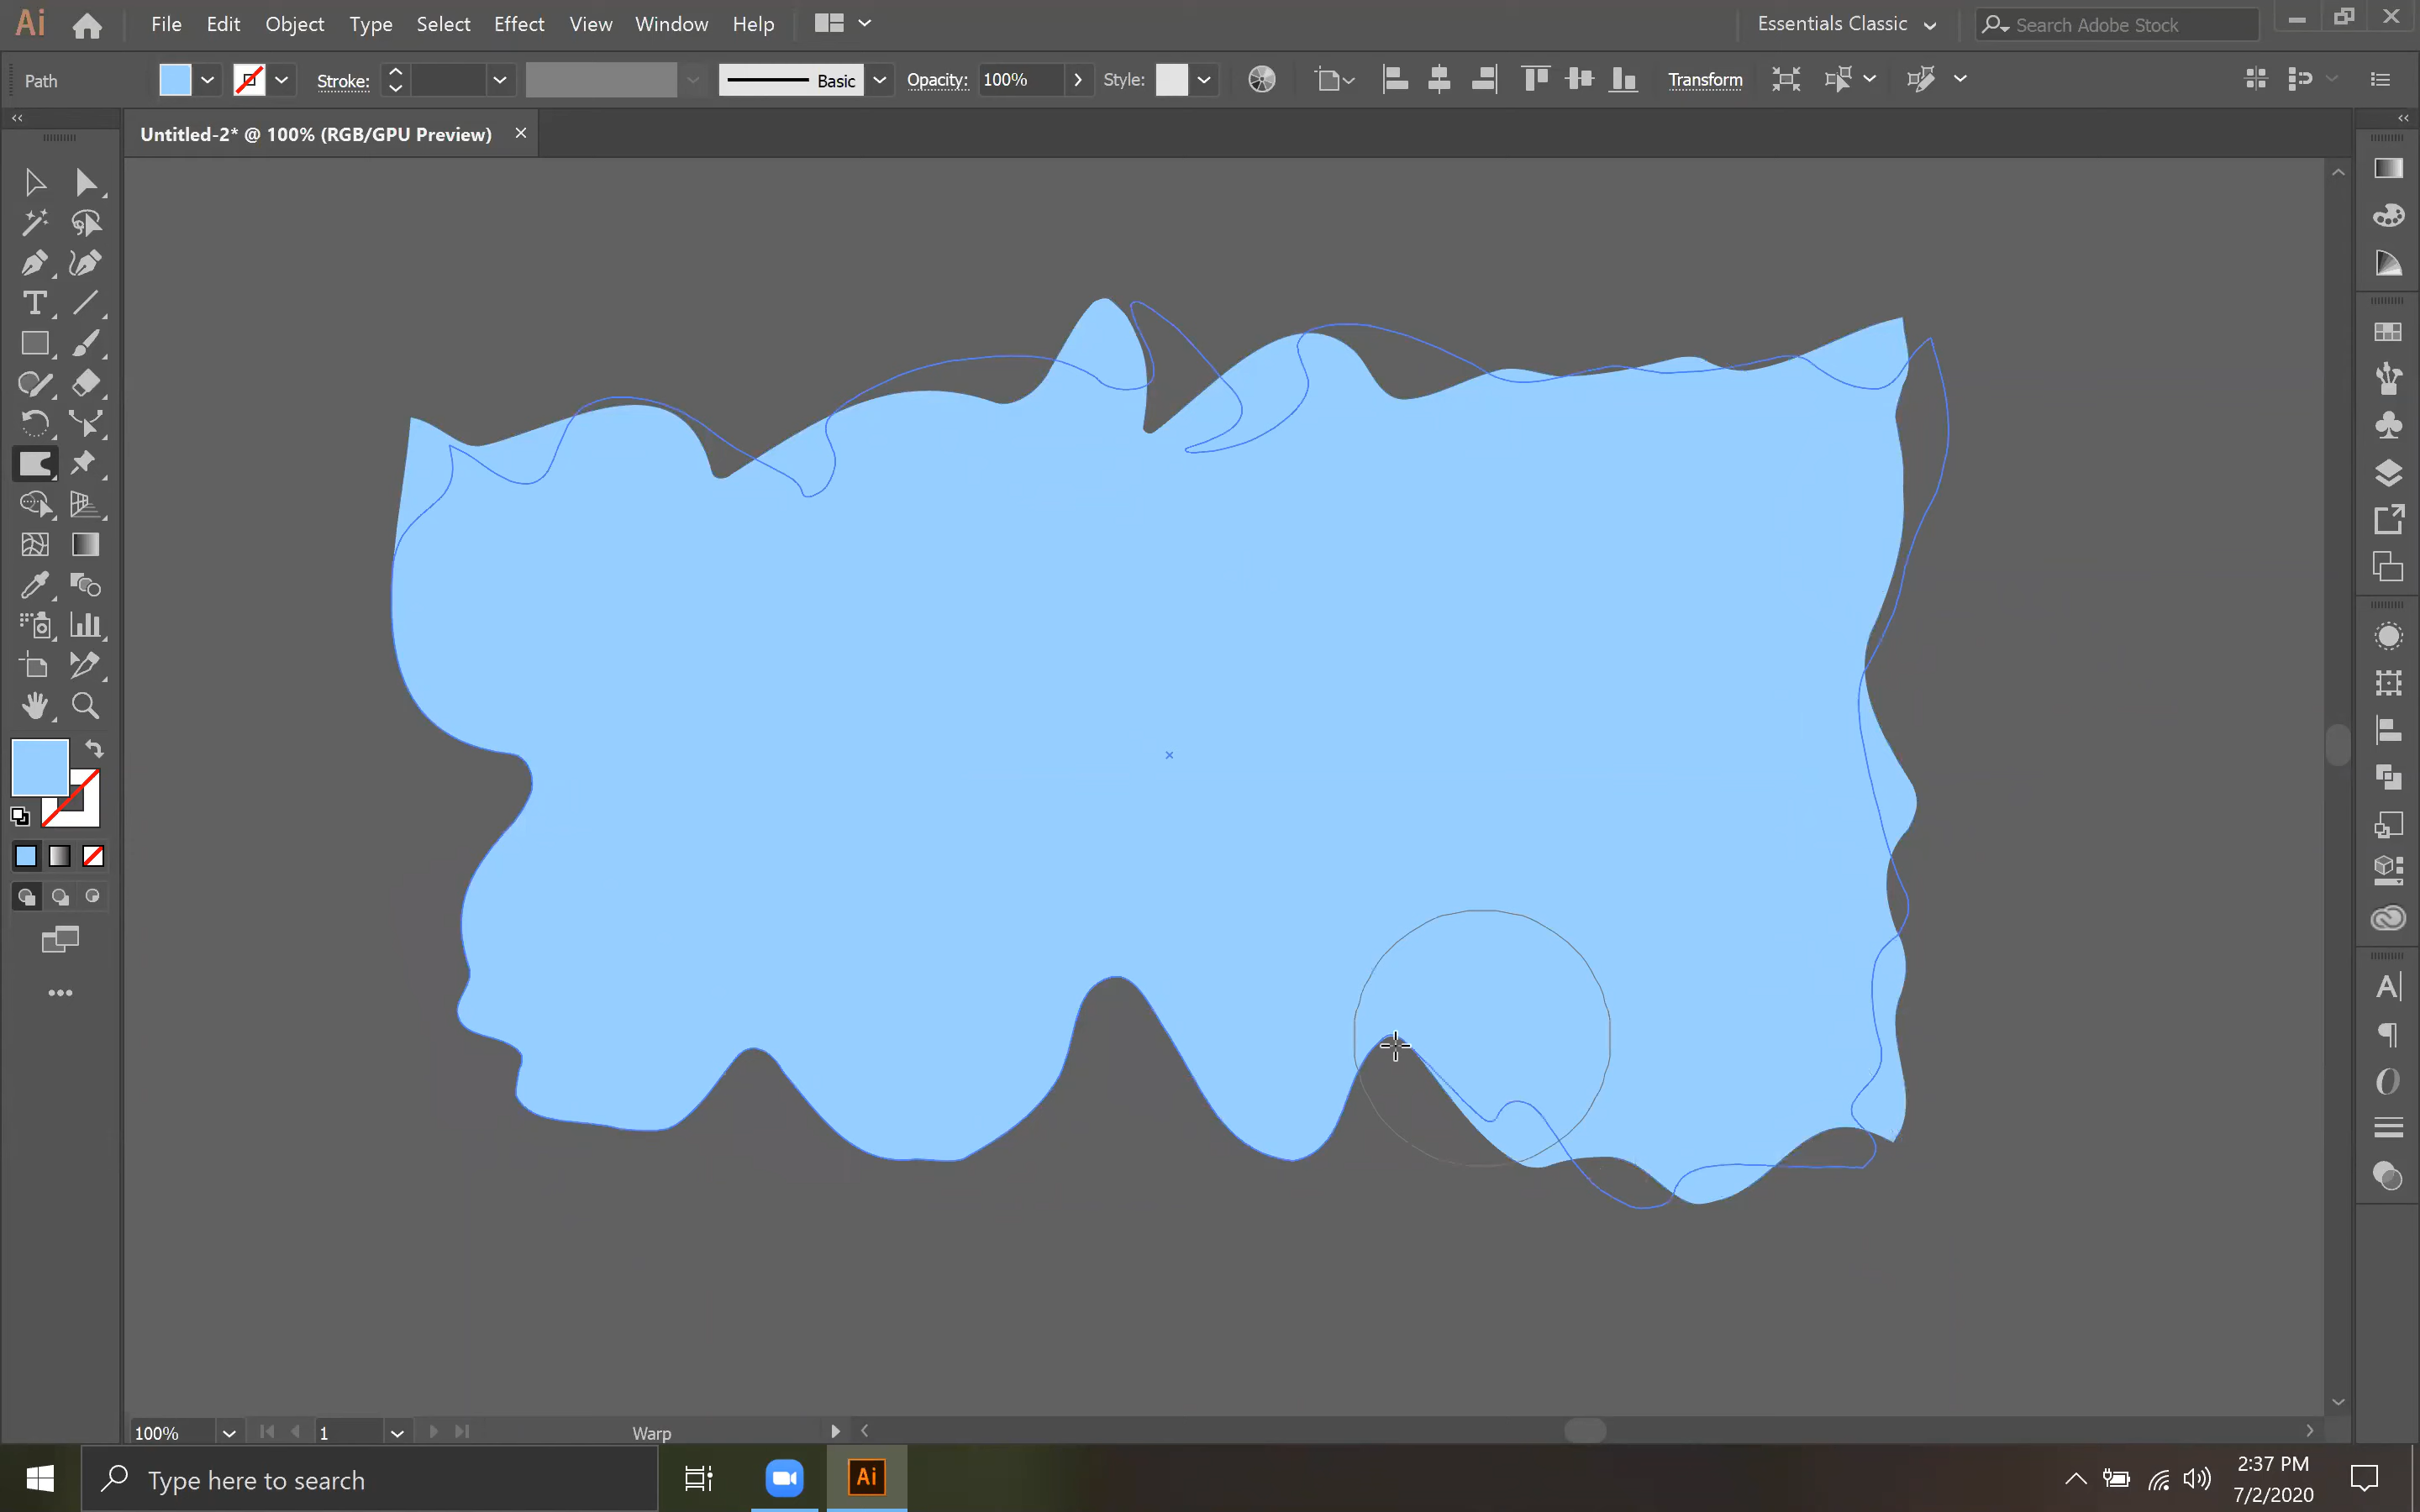 Ai File Edit Object Type Select Effect View Window Help Essentials Classic Search Adobe Stock
Path Stroke: Basic Opacity: 100% Style: Transform
Untitled-2* @ 100% (RGB/GPU Preview)
100% 1 Warp
Type here to search Ai
2:37 PM
7/2/2020